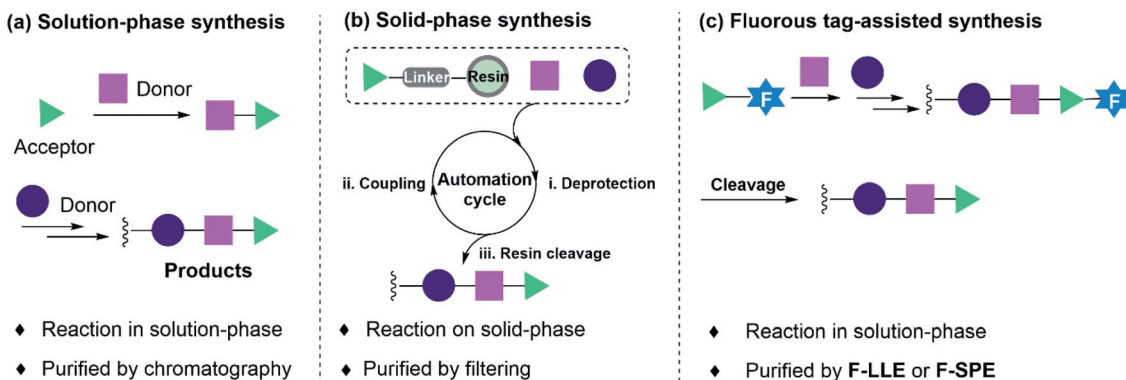 (a) Solution-phase synthesis
Donor
Acceptor
Donor
Products
♦ Reaction in solution-phase
♦ Purified by chromatography
(b) Solid-phase synthesis
Linker
Resin
ii. Coupling
Automation
cycle
i. Deprotection
iii. Resin cleavage
♦ Reaction on solid-phase
♦ Purified by filtering
(c) Fluorous tag-assisted synthesis
F
F
Cleavage
♦ Reaction in solution-phase
♦ Purified by F-LLE or F-SPE